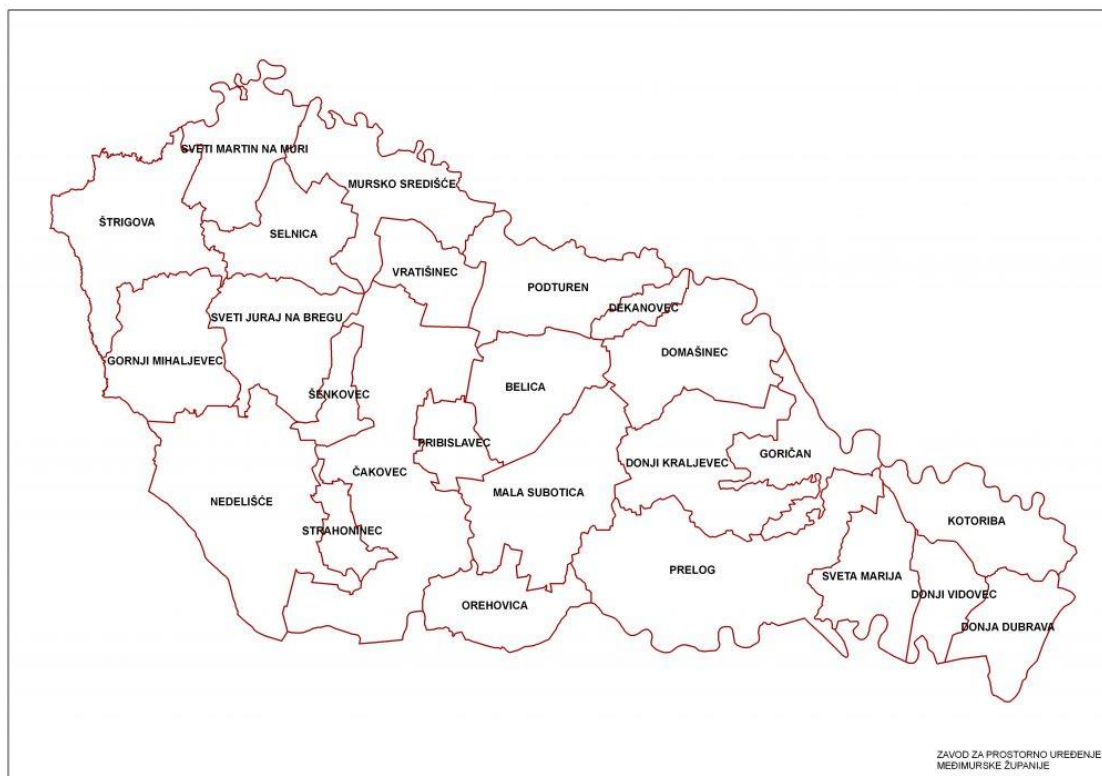 SVETI MARTIN NA MURI
MURSKO SREDIŠĆE
ŠTRIGOVA
SELNICA
VRATIŠINEC
PODTUREN
DEKANOVEC
SVETI JURAJ NA BREGU
DOMAŠINEC
GORNJI MIHALJEVEC
BELICA
ŠENKOVEC
PRIBISLAVEC
GORIČAN
DONJI KRALJEVEC
ČAKOVEC
MALA SUBOTICA
NEDELIŠĆE
KOTORIBA
STRAHONINEC
PRELOG
SVETA MARIJA
DONJI VIDOVEC
OREHOVICA
DONJA DUBRAVA
ZAVOD ZA PROSTORNO UREĐENJE
MEĐIMURSKE ŽUPANIJE